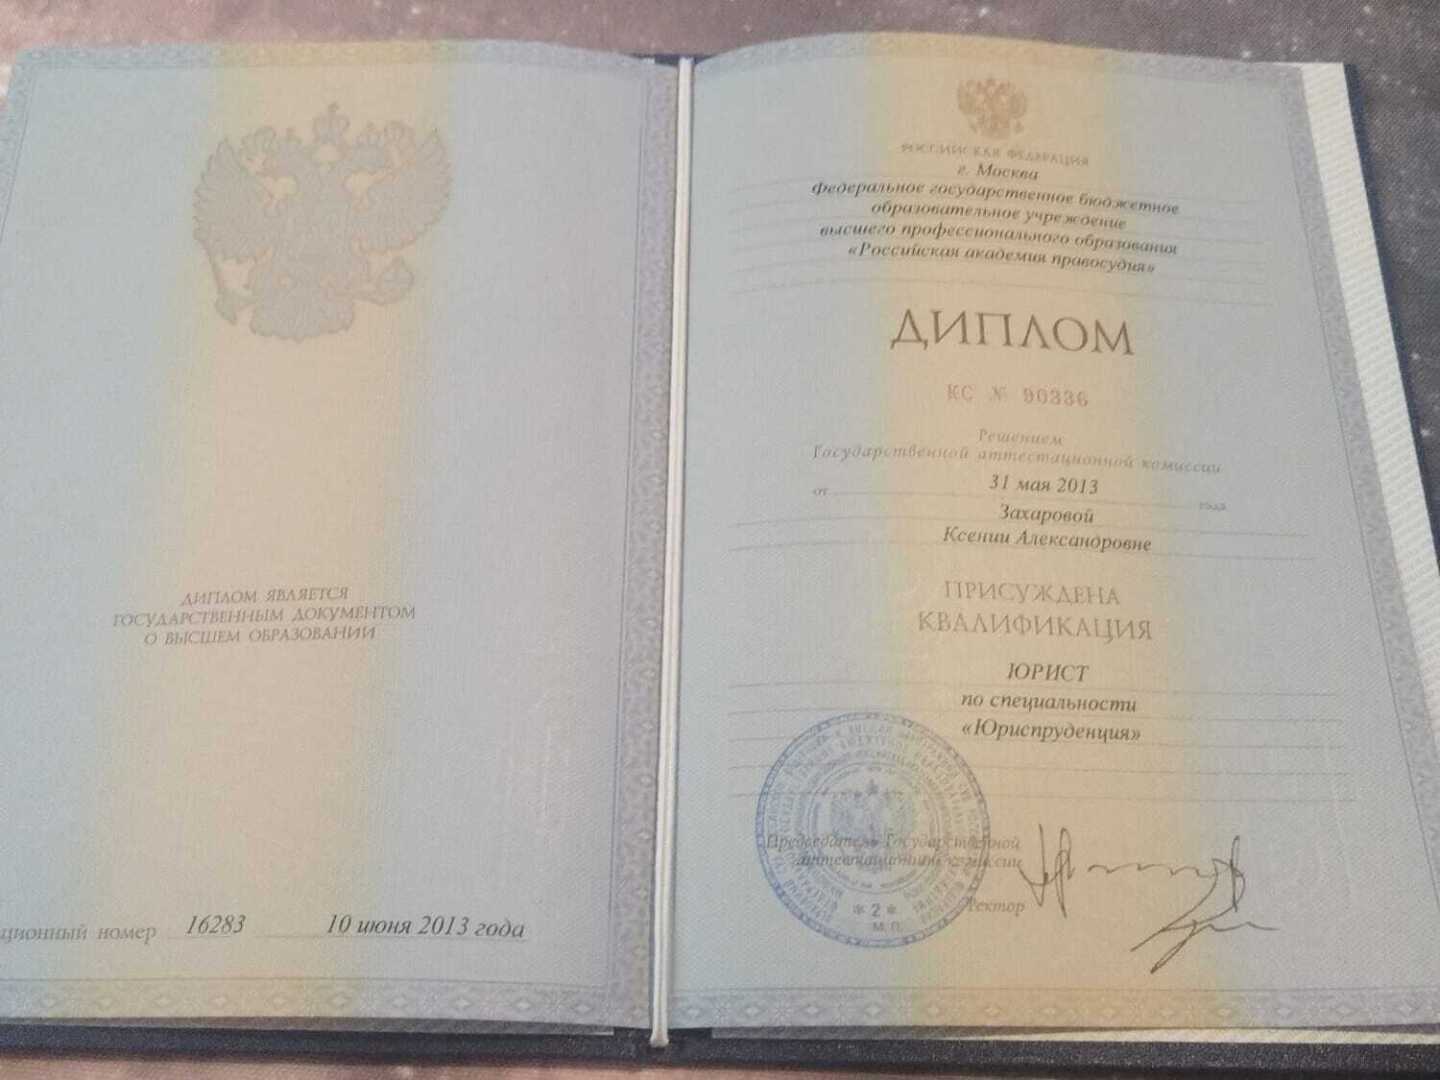 ДИПЛОМ ЯВЛЯЕТСЯ
ГОСУДАРСТВЕННЫМ ДОКУМЕНТОМ
О ВЫСШЕМ ОБРАЗОВАНИИ
ционный номер 16283 10 июня 2013 года
РОССИЙСКАЯ ФЕДЕРАЦИЯ
г. Москва
федеральное государственное бюджетное
образовательное учреждение
высшего профессионального образования
«Российская академия правосудия»
ДИПЛОМ
КС № 90336
Решением
Государственной аттестационной комиссии
от 31 мая 2013 года
Захаровой
Ксении Александровне
ПРИСУЖДЕНА
КВАЛИФИКАЦИЯ
ЮРИСТ
по специальности
«Юриспруденция»
Председатель Государственной
аттестационной комиссии
Ректор
* 2 *
М.П.